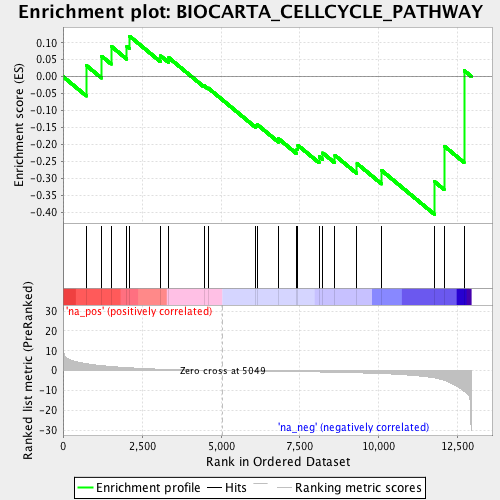 Enrichment plot: BIOCARTA_CELLCYCLE_PATHWAY
Enrichment score (ES)
0.10
0.05
0.00
-0.05
-0.10
-0.15
-0.20
-0.25
-0.30
-0.35
-0.40
'na_pos' (positively correlated)
Ranked list metric (PreRanked)
30
20
10
0
-10
-20
-30
Zero cross at 5049
'na_neg' (negatively correlated)
0
2,500
5,000
7,500
10,000
12,500
Rank in Ordered Dataset
Enrichment profile
Hits
Ranking metric scores